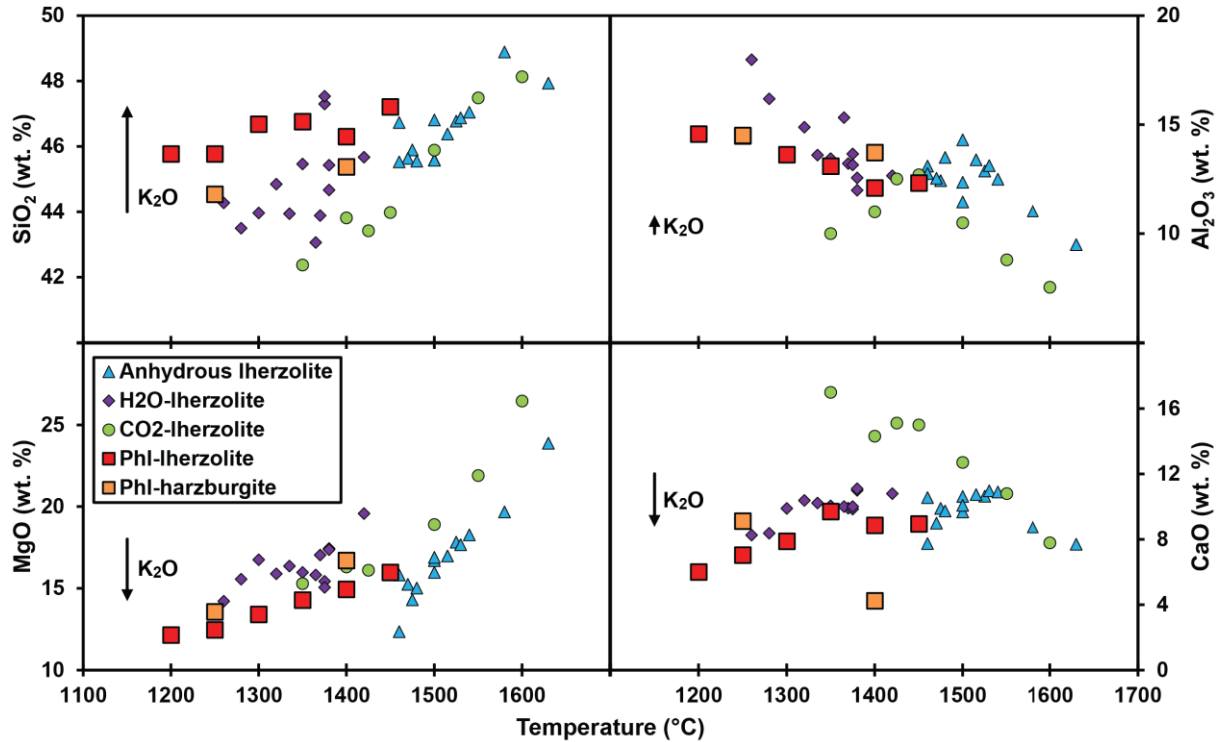 50
48
46
44
42
SiO2 (wt. %)
K2O
20
15
10
Al2O3 (wt. %)
K2O
25
20
15
10
MgO (wt. %)
Anhydrous lherzolite
H2O-lherzolite
CO2-lherzolite
Phl-lherzolite
Phl-harzburgite
K2O
16
12
8
4
0
CaO (wt. %)
K2O
1100 1200 1300 1400 1500 1600 1200 1300 1400 1500 1600 1700
Temperature (°C)